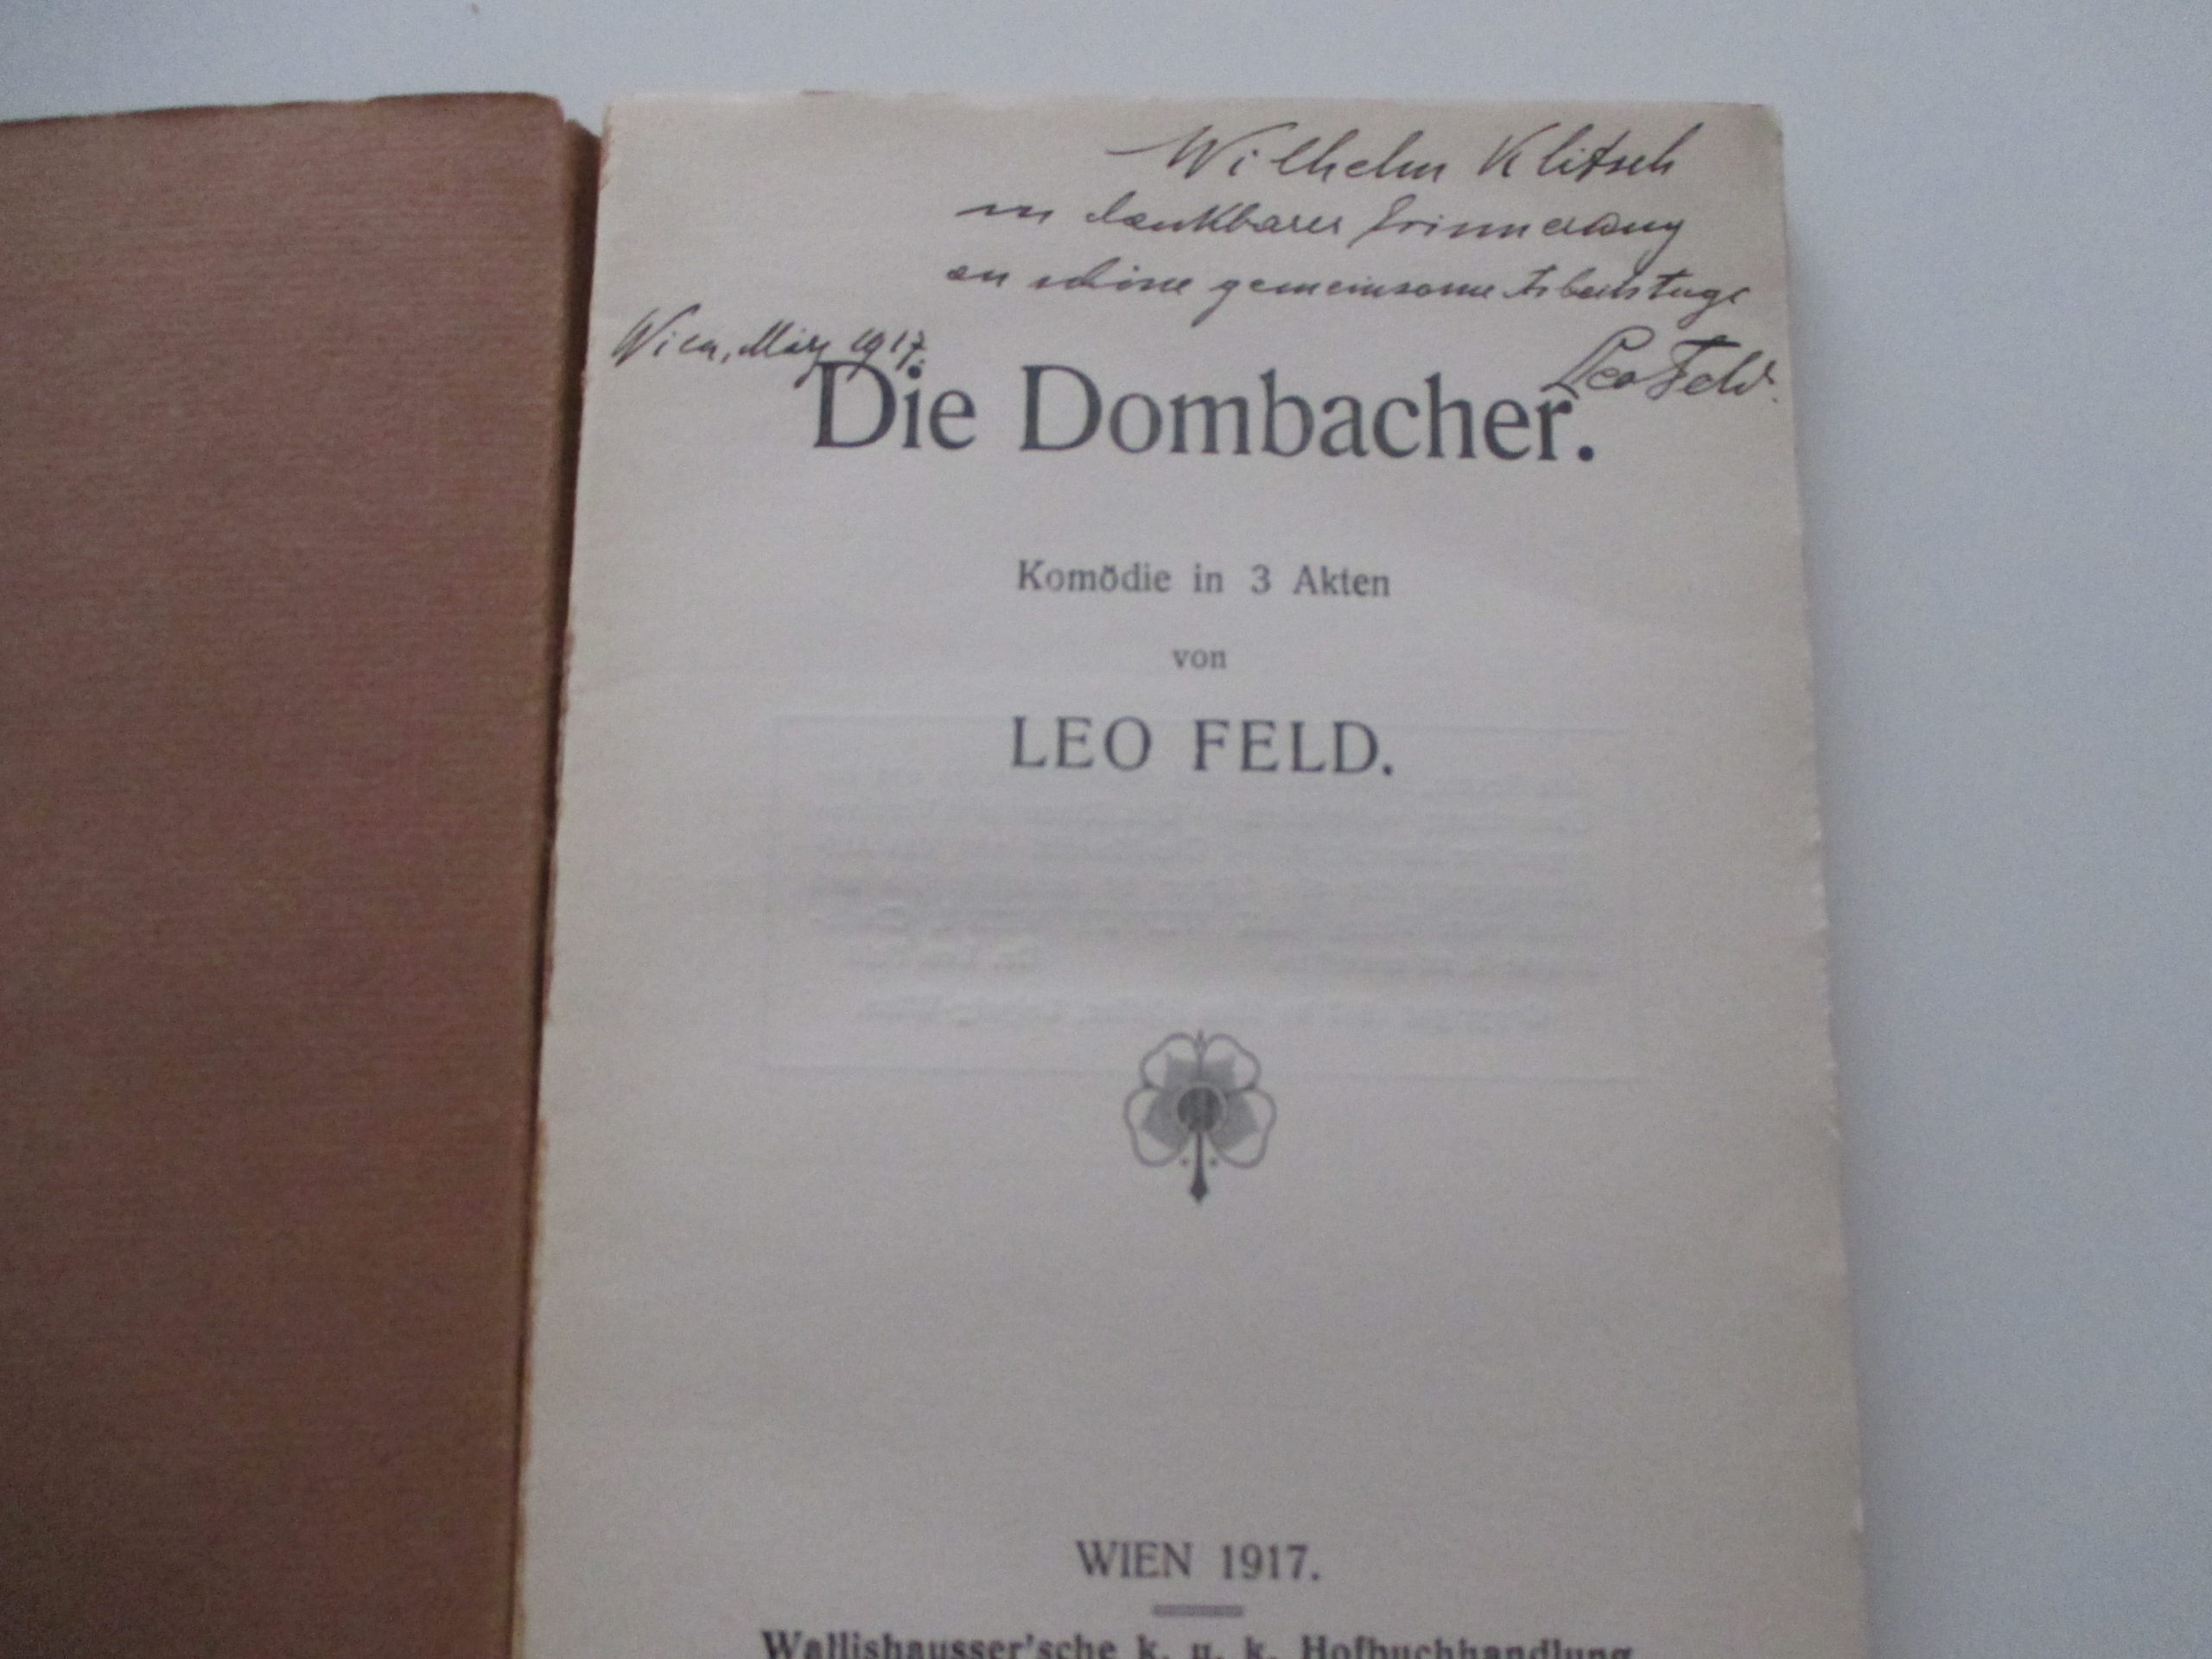 Wilhelm Klitsch
in dankbarer Erinnerung
an schöne gemeinsame Arbeitstage
Wien, März 1917.
Leo Feld.
Die Dombacher.
Komödie in 3 Akten
von
LEO FELD.
WIEN 1917.
Wallishausser'sche k. u. k. Hofbuchhandlung